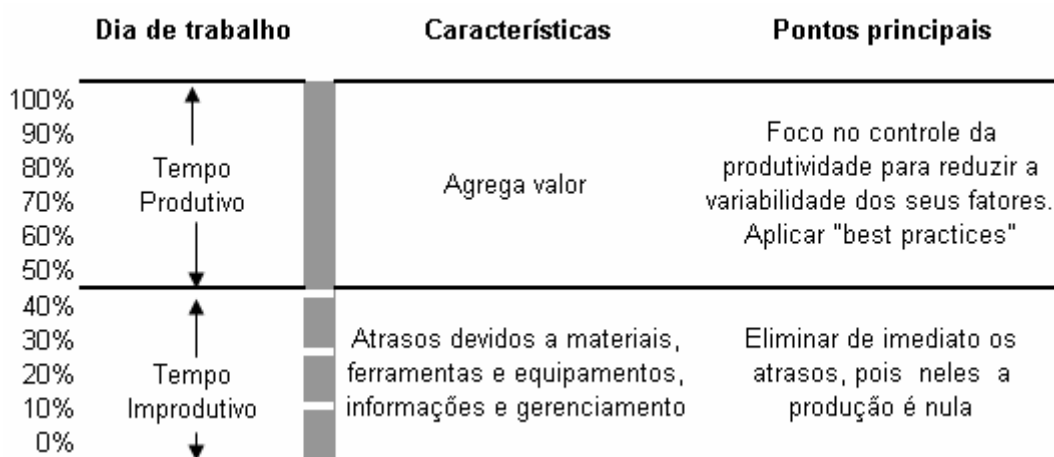 Dia de trabalho Características Pontos principais
100%
90%
80%
70%
60%
50%
Tempo
Produtivo
Agrega valor
Foco no controle da
produtividade para reduzir a
variabilidade dos seus fatores.
Aplicar "best practices"
40%
30%
20%
10%
0%
Tempo
Improdutivo
Atrasos devidos a materiais,
ferramentas e equipamentos,
informações e gerenciamento
Eliminar de imediato os
atrasos, pois neles a
produção é nula